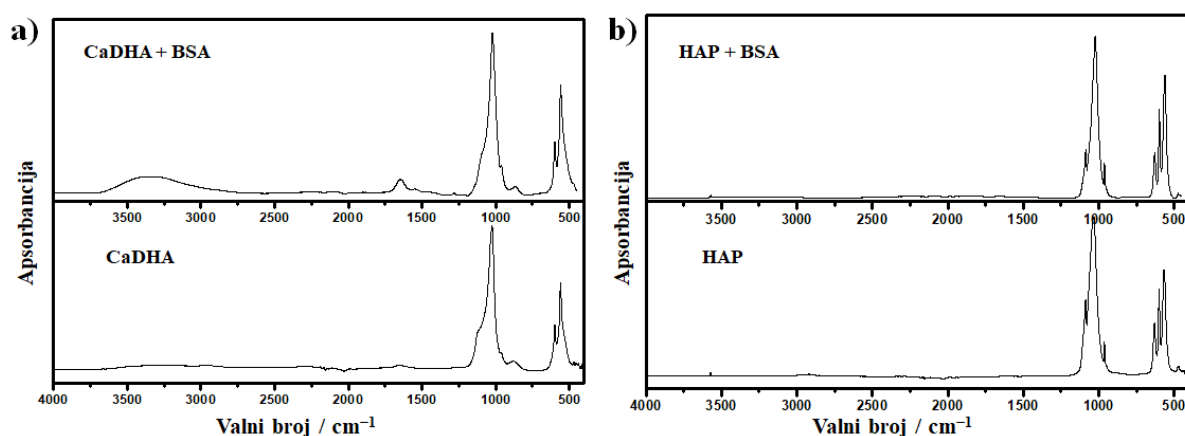 a)
CaDHA + BSA
3500 3000 2500 2000 1500 1000 500
CaDHA
4000 3500 3000 2500 2000 1500 1000 500
Apsorbancija
Valni broj / cm⁻¹
b)
HAP + BSA
3500 3000 2500 2000 1500 1000 500
HAP
4000 3500 3000 2500 2000 1500 1000 500
Apsorbancija
Valni broj / cm⁻¹